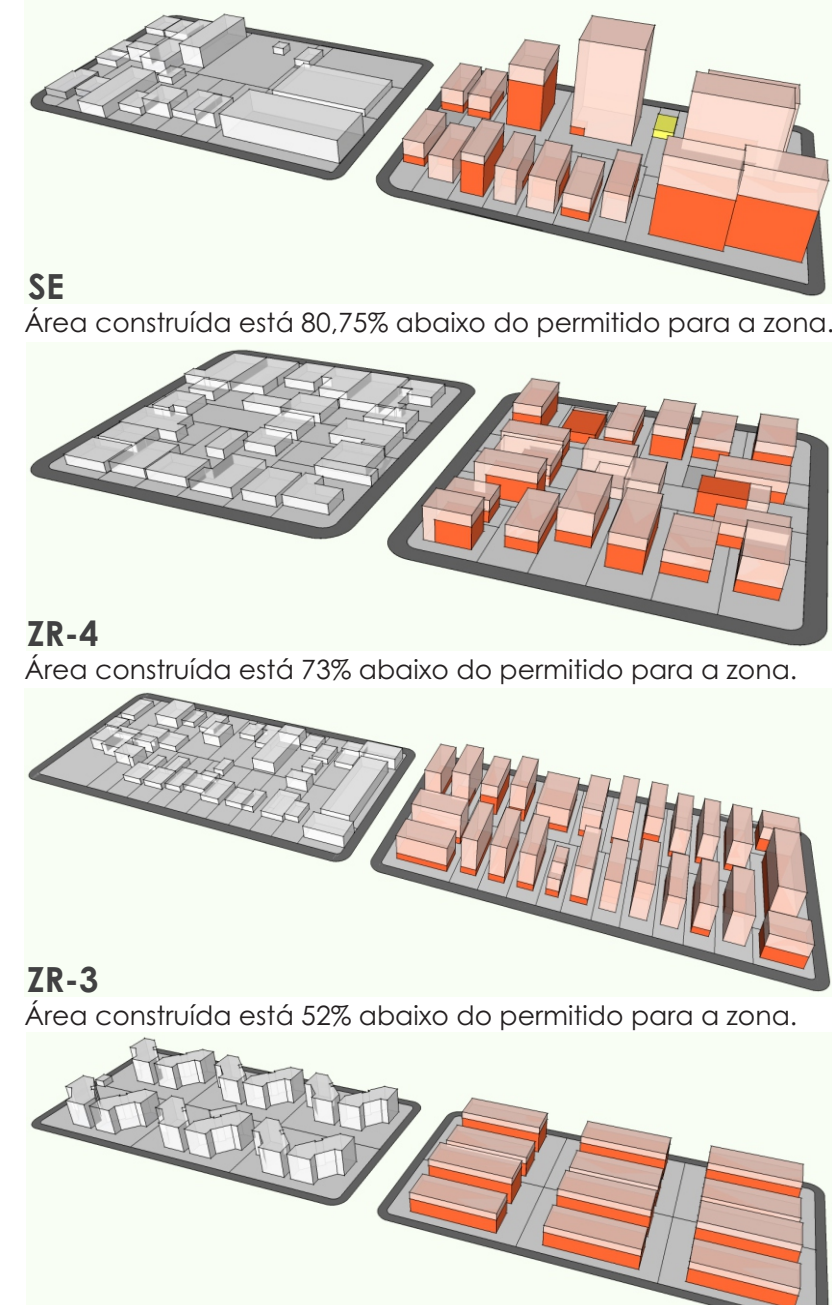 SE
Área construída está 80,75% abaixo do permitido para a zona.
ZR-4
Área construída está 73% abaixo do permitido para a zona.
ZR-3
Área construída está 52% abaixo do permitido para a zona.